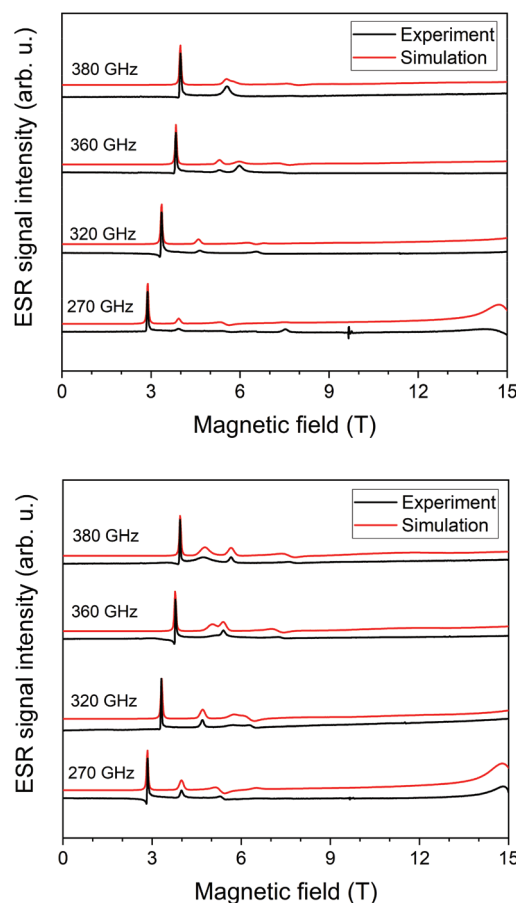 Experiment
Simulation
380 GHz
360 GHz
320 GHz
270 GHz
ESR signal intensity (arb. u.)
0 3 6 9 12 15
Magnetic field (T)
Experiment
Simulation
380 GHz
360 GHz
320 GHz
270 GHz
ESR signal intensity (arb. u.)
0 3 6 9 12 15
Magnetic field (T)